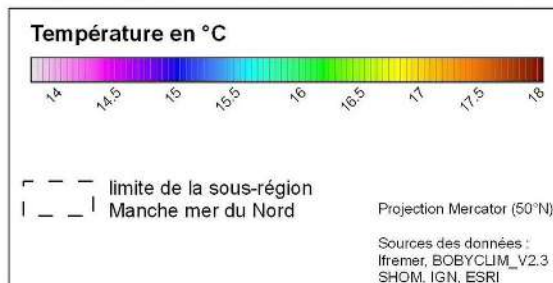 Température en °C
14 14.5 15 15.5 16 16.5 17 17.5 18
limite de la sous-région
Manche mer du Nord
Projection Mercator (50°N)
Sources des données :
Ifremer, BOBYCLIM_V2.3
SHOM, IGN, ESRI